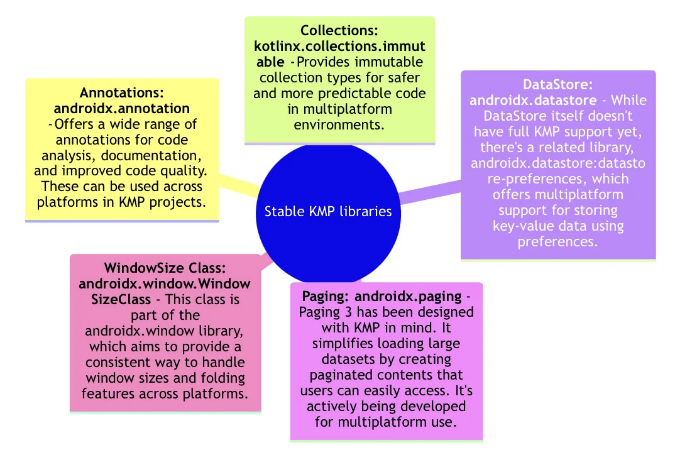 Collections:
kotlinx.collections.immut
able -Provides immutable
collection types for safer
and more predictable code
in multiplatform
environments.
Annotations:
androidx.annotation
-Offers a wide range of
annotations for code
analysis, documentation,
and improved code quality.
These can be used across
platforms in KMP projects.
DataStore:
androidx.datastore - While
DataStore itself doesn't
have full KMP support yet,
there's a related library,
androidx.datastore:datasto
re-preferences, which
offers multiplatform
support for storing
key-value data using
preferences.
Stable KMP libraries
WindowSize Class:
androidx.window.Window
SizeClass - This class is
part of the
androidx.window library,
which aims to provide a
consistent way to handle
window sizes and folding
features across platforms.
Paging: androidx.paging -
Paging 3 has been designed
with KMP in mind. It
simplifies loading large
datasets by creating
paginated contents that
users can easily access. It's
actively being developed
for multiplatform use.